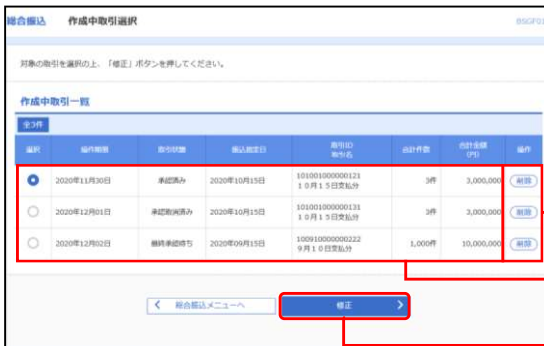 総合振込 作成中取引選択 BSGF01
対象の取引を選択の上、「修正」ボタンを押してください。
作成中取引一覧
全3件
選択 操作期限 取引状態 振込指定日 取引ID 合計件数 合計金額 操作
取引名 (円)
2020年11月30日 承認済み 2020年10月15日 101001000000121 3件 3,000,000 削除
10月15日支払分
2020年12月01日 承認取消済み 2020年10月15日 101001000000131 3件 3,000,000 削除
10月15日支払分
2020年12月02日 最終承認待ち 2020年09月15日 100910000000222 1,000件 10,000,000 削除
9月10日支払分
総合振込メニューへ 修正